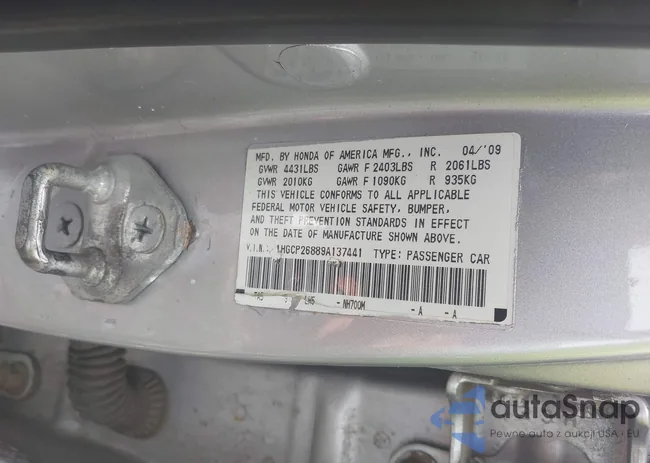 MFD. BY HONDA OF AMERICA MFG., INC. 04/'09
GVWR 4431LBS GAWR F 2403LBS R 2061LBS
GVWR 2010KG GAWR F 1090KG R 935KG
THIS VEHICLE CONFORMS TO ALL APPLICABLE
FEDERAL MOTOR VEHICLE SAFETY, BUMPER,
AND THEFT PREVENTION STANDARDS IN EFFECT
ON THE DATE OF MANUFACTURE SHOWN ABOVE.
V.I.N.: 1HGCP26889A137441 TYPE: PASSENGER CAR
- NH700M - A - A
autaSnap
Pewne auto z aukcji USA i EU